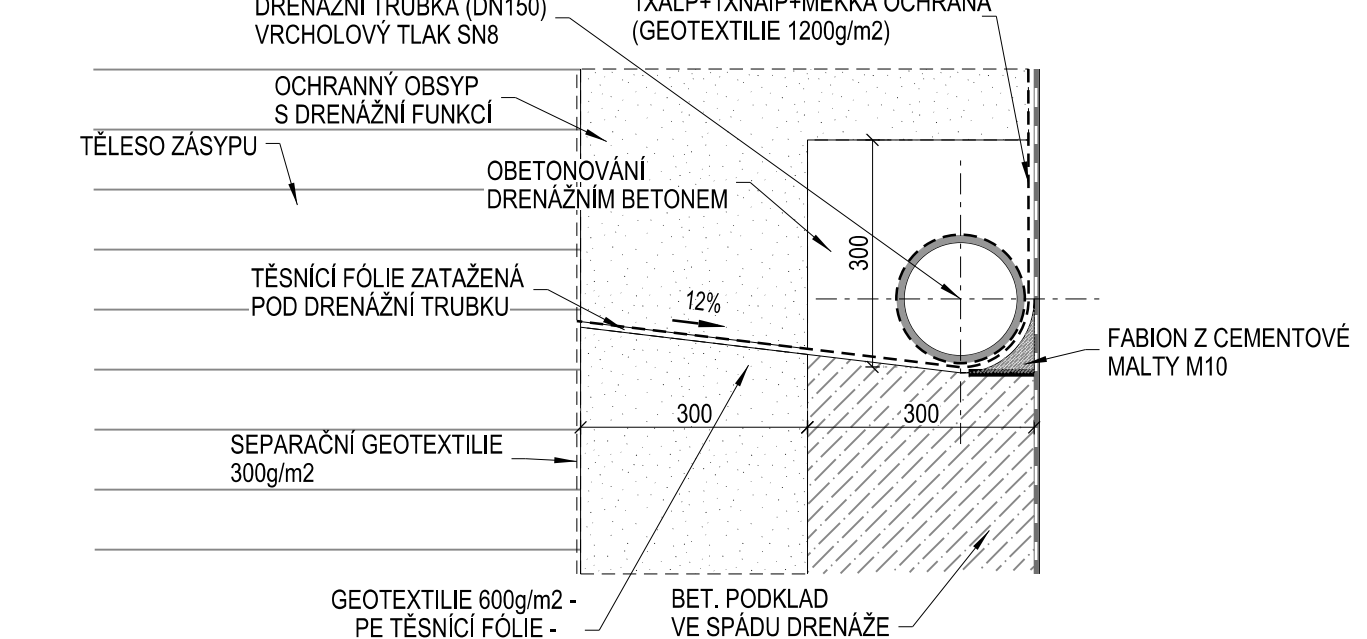 DRENÁŽNÍ TRUBKA (DN150)
VRCHOLOVÝ TLAK SN8
1XALP+1XNAIP+MĚKKÁ OCHRANA
(GEOTEXTILIE 1200g/m2)
OCHRANNÝ OBSYP
S DRENÁŽNÍ FUNKCÍ
TĚLESO ZÁSYPU
OBETONOVÁNÍ
DRENÁŽNÍM BETONEM
300
TĚSNÍCÍ FÓLIE ZATAŽENÁ
POD DRENÁŽNÍ TRUBKU
12%
FABION Z CEMENTOVÉ
MALTY M10
300
300
SEPARAČNÍ GEOTEXTILIE
300g/m2
GEOTEXTILIE 600g/m2 -
PE TĚSNÍCÍ FÓLIE -
BET. PODKLAD
VE SPÁDU DRENÁŽE